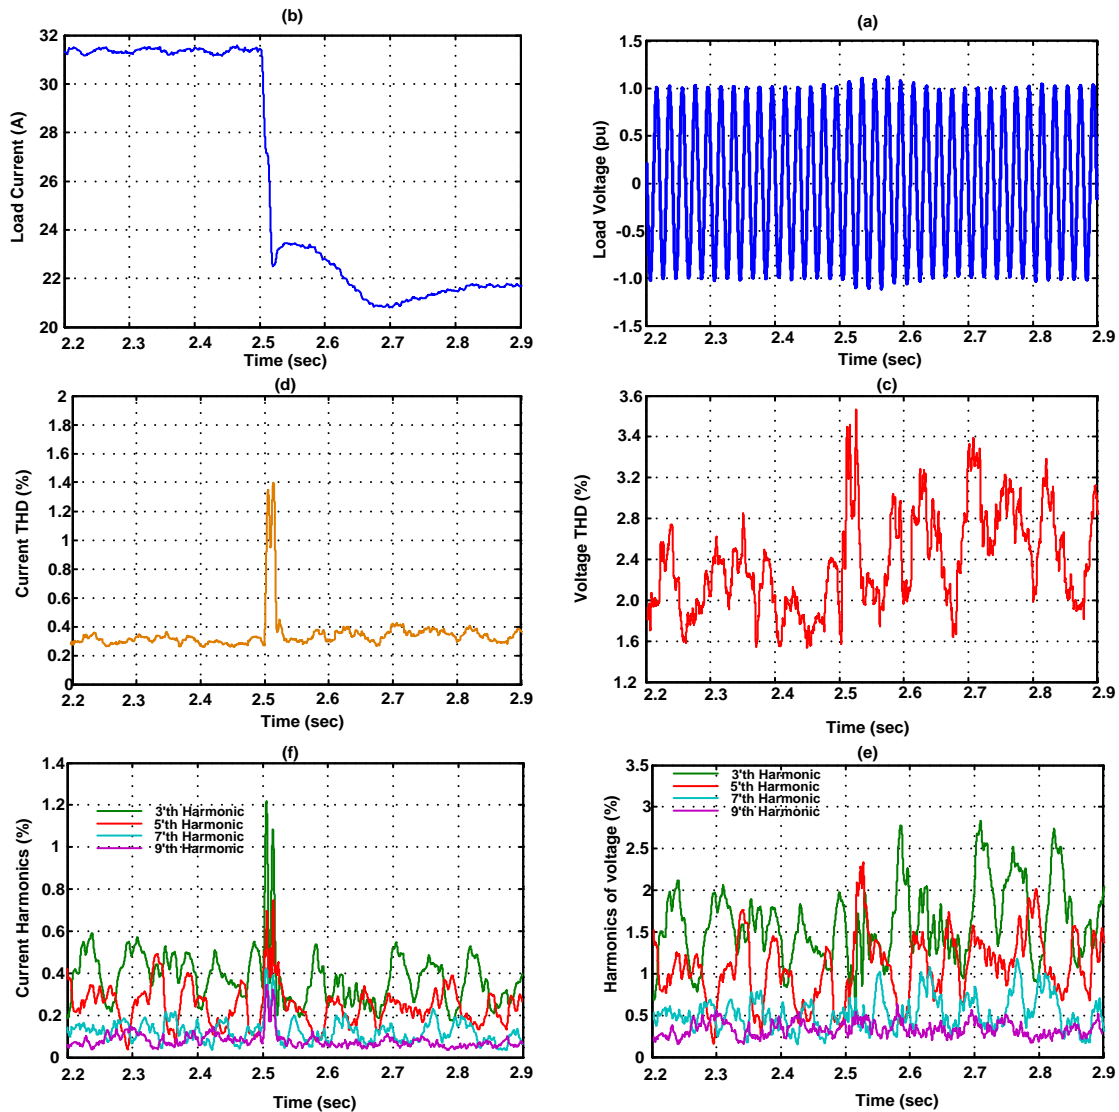 (b)
32
30
28
26
24
22
20
2.2 2.3 2.4 2.5 2.6 2.7 2.8 2.9
Load Current (A)
Time (sec)
(a)
1.5
1.0
0.5
0
-0.5
-1.0
-1.5
2.2 2.3 2.4 2.5 2.6 2.7 2.8 2.9
Load Voltage (pu)
Time (sec)
(d)
2
1.8
1.6
1.4
1.2
1
0.8
0.6
0.4
0.2
0
2.2 2.3 2.4 2.5 2.6 2.7 2.8 2.9
Current THD (%)
Time (sec)
(c)
3.6
3.4
3.2
2.8
2.4
2.0
1.6
1.2
2.2 2.3 2.4 2.5 2.6 2.7 2.8 2.9
Voltage THD (%)
Time (sec)
(f)
1.4
1.2
1
0.8
0.6
0.4
0.2
0
2.2 2.3 2.4 2.5 2.6 2.7 2.8 2.9
Current Harmonics (%)
3'th Harmonic
5'th Harmonic
7'th Harmonic
9'th Harmonic
Time (sec)
(e)
3.5
3
2.5
2
1.5
1
0.5
0
2.2 2.3 2.4 2.5 2.6 2.7 2.8 2.9
Harmonics of voltage (%)
3'th Harmonic
5'th Harmonic
7'th Harmonic
9'th Harmonic
Time (sec)